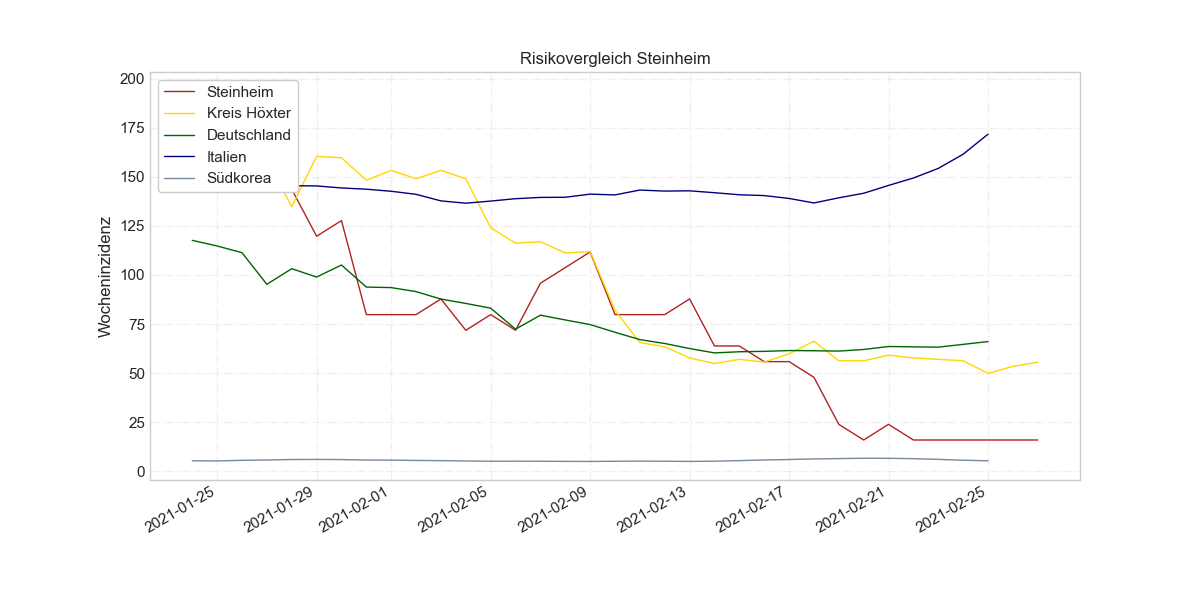 Risikovergleich Steinheim
Wocheninzidenz
200
175
150
125
100
75
50
25
0
Steinheim
Kreis Höxter
Deutschland
Italien
Südkorea
2021-01-25
2021-01-29
2021-02-01
2021-02-05
2021-02-09
2021-02-13
2021-02-17
2021-02-21
2021-02-25